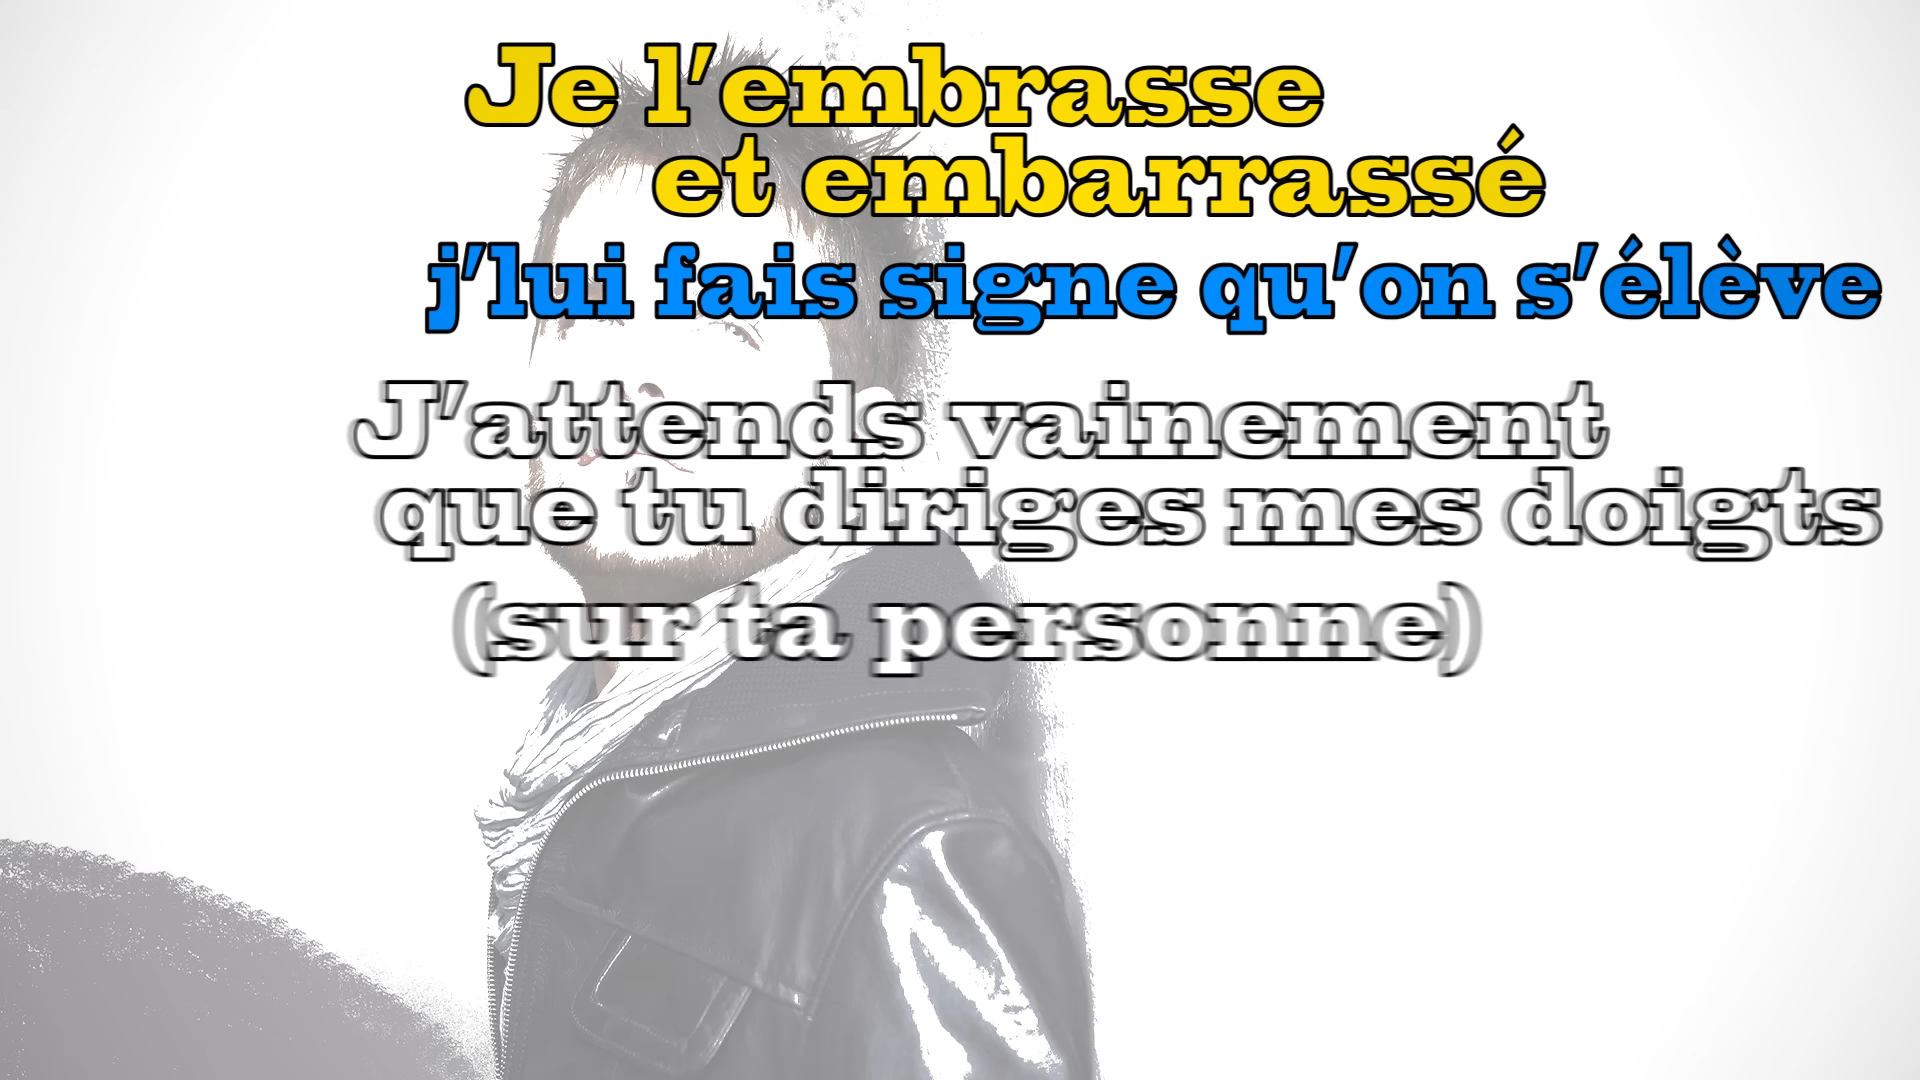 Je l’embrasse
et embarrassé
j’lui fais signe qu’on s’élève
J’attends vainement
que tu diriges mes doigts
(sur ta personne)